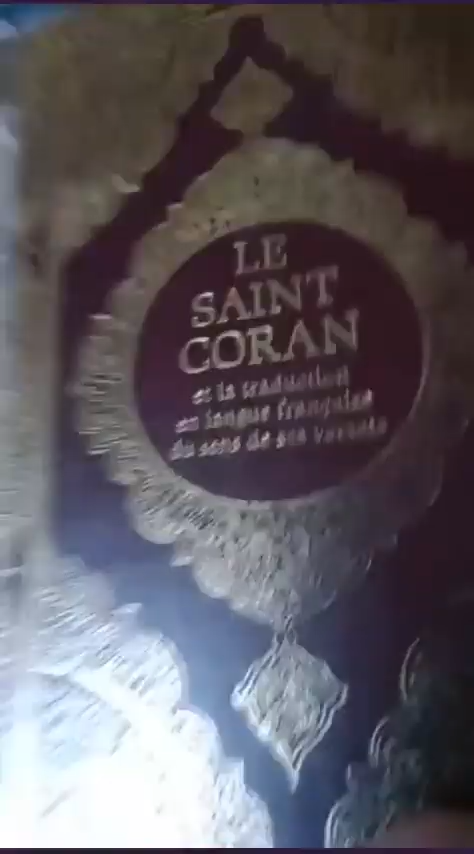 LE
SAINT
CORAN
et la traduction
en langue française
du sens de ses versets